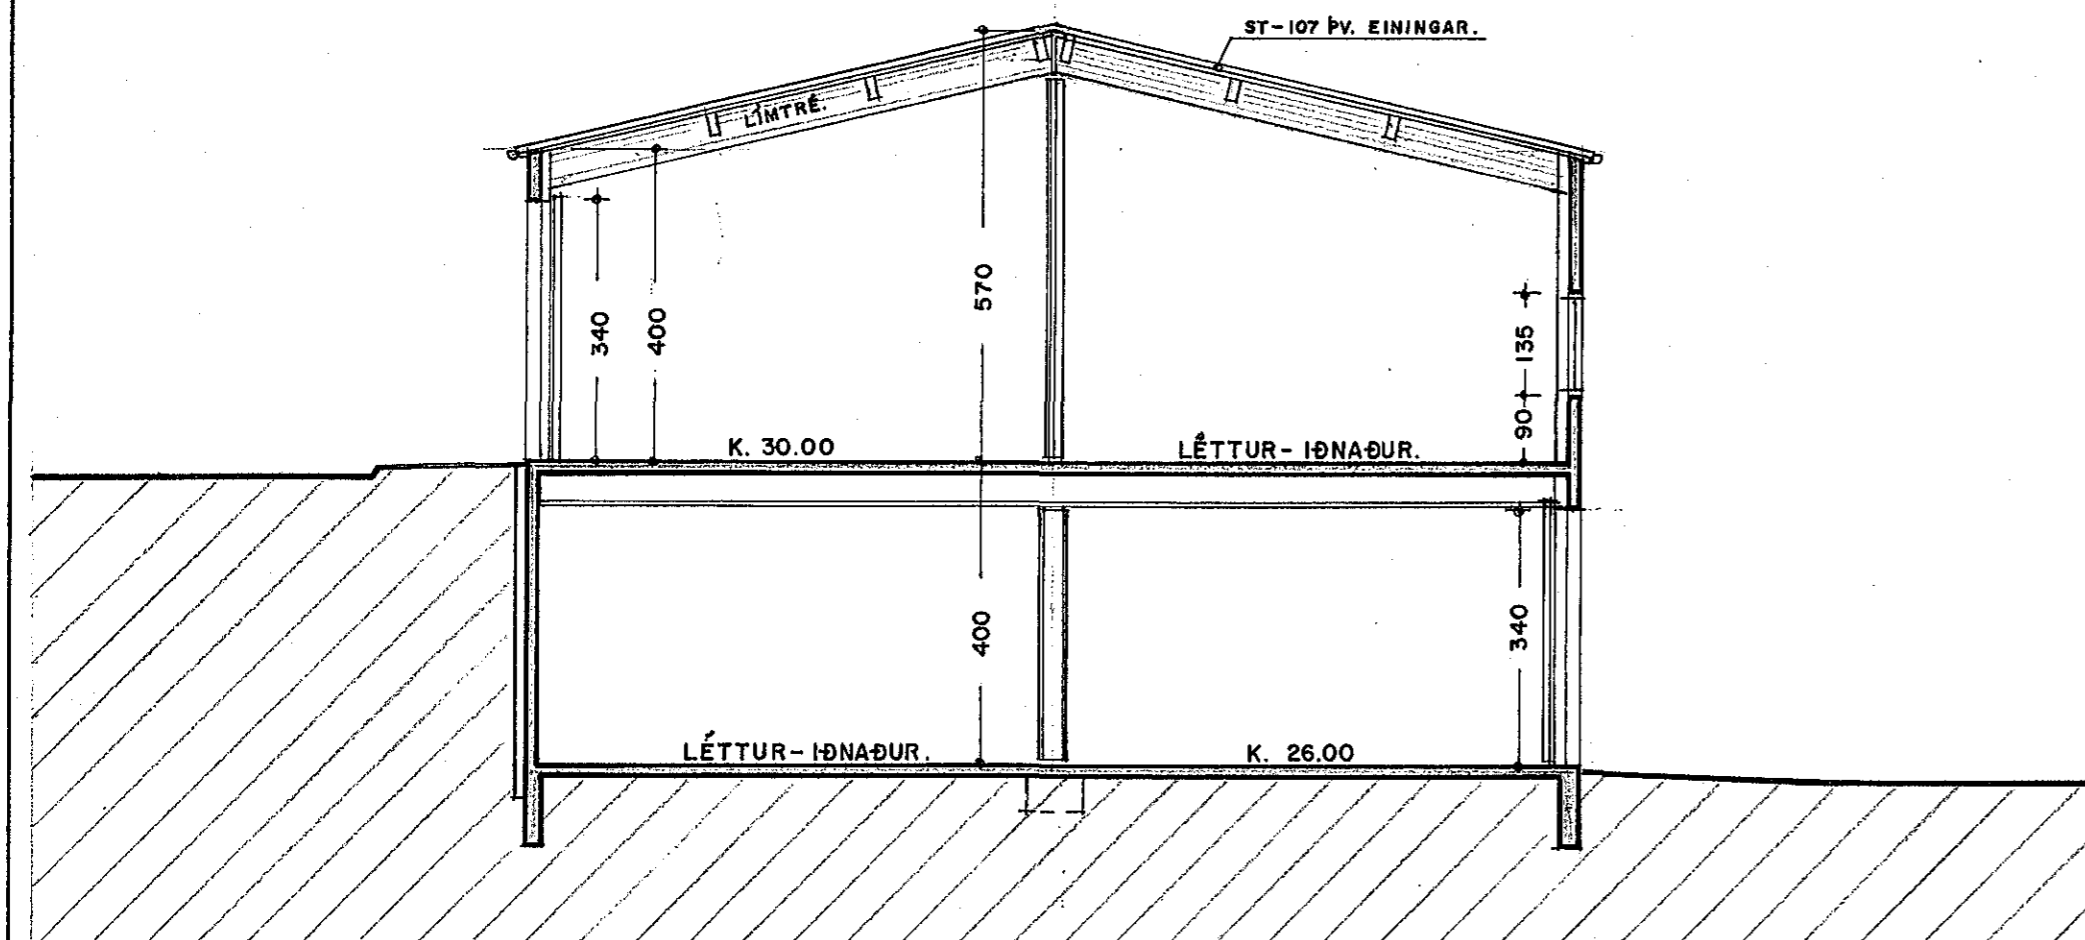 ST-107 ÞV. EININGAR.
LÍMTRÉ.
340
400
570
135
90
K. 30.00
LÉTTUR-IÐNAÐUR.
400
340
LÉTTUR-IÐNAÐUR.
K. 26.00